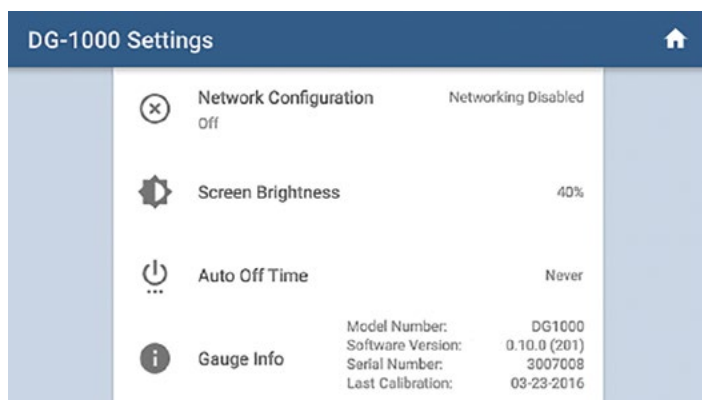 DG-1000 Settings
Network Configuration Networking Disabled
Off
Screen Brightness 40%
Auto Off Time Never
Gauge Info
Model Number: DG1000
Software Version: 0.10.0 (201)
Serial Number: 3007008
Last Calibration: 03-23-2016